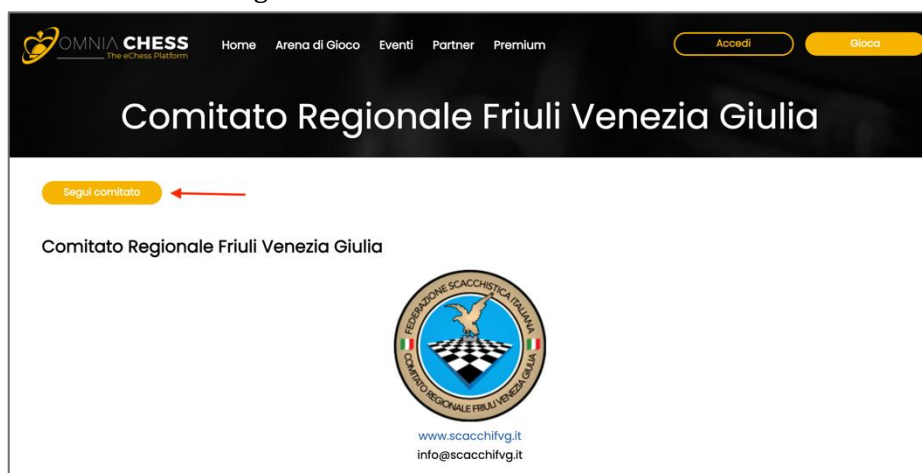 OMNIA CHESS
The eChess Platform
Home Arena di Gioco Eventi Partner Premium
Accedi
Gioca
Comitato Regionale Friuli Venezia Giulia
Segui comitato
Comitato Regionale Friuli Venezia Giulia
FEDERAZIONE SCACCHISTICA ITALIANA
COMITATO REGIONALE FRIULI VENEZIA GIULIA
www.scacchifvg.it
info@scacchifvg.it